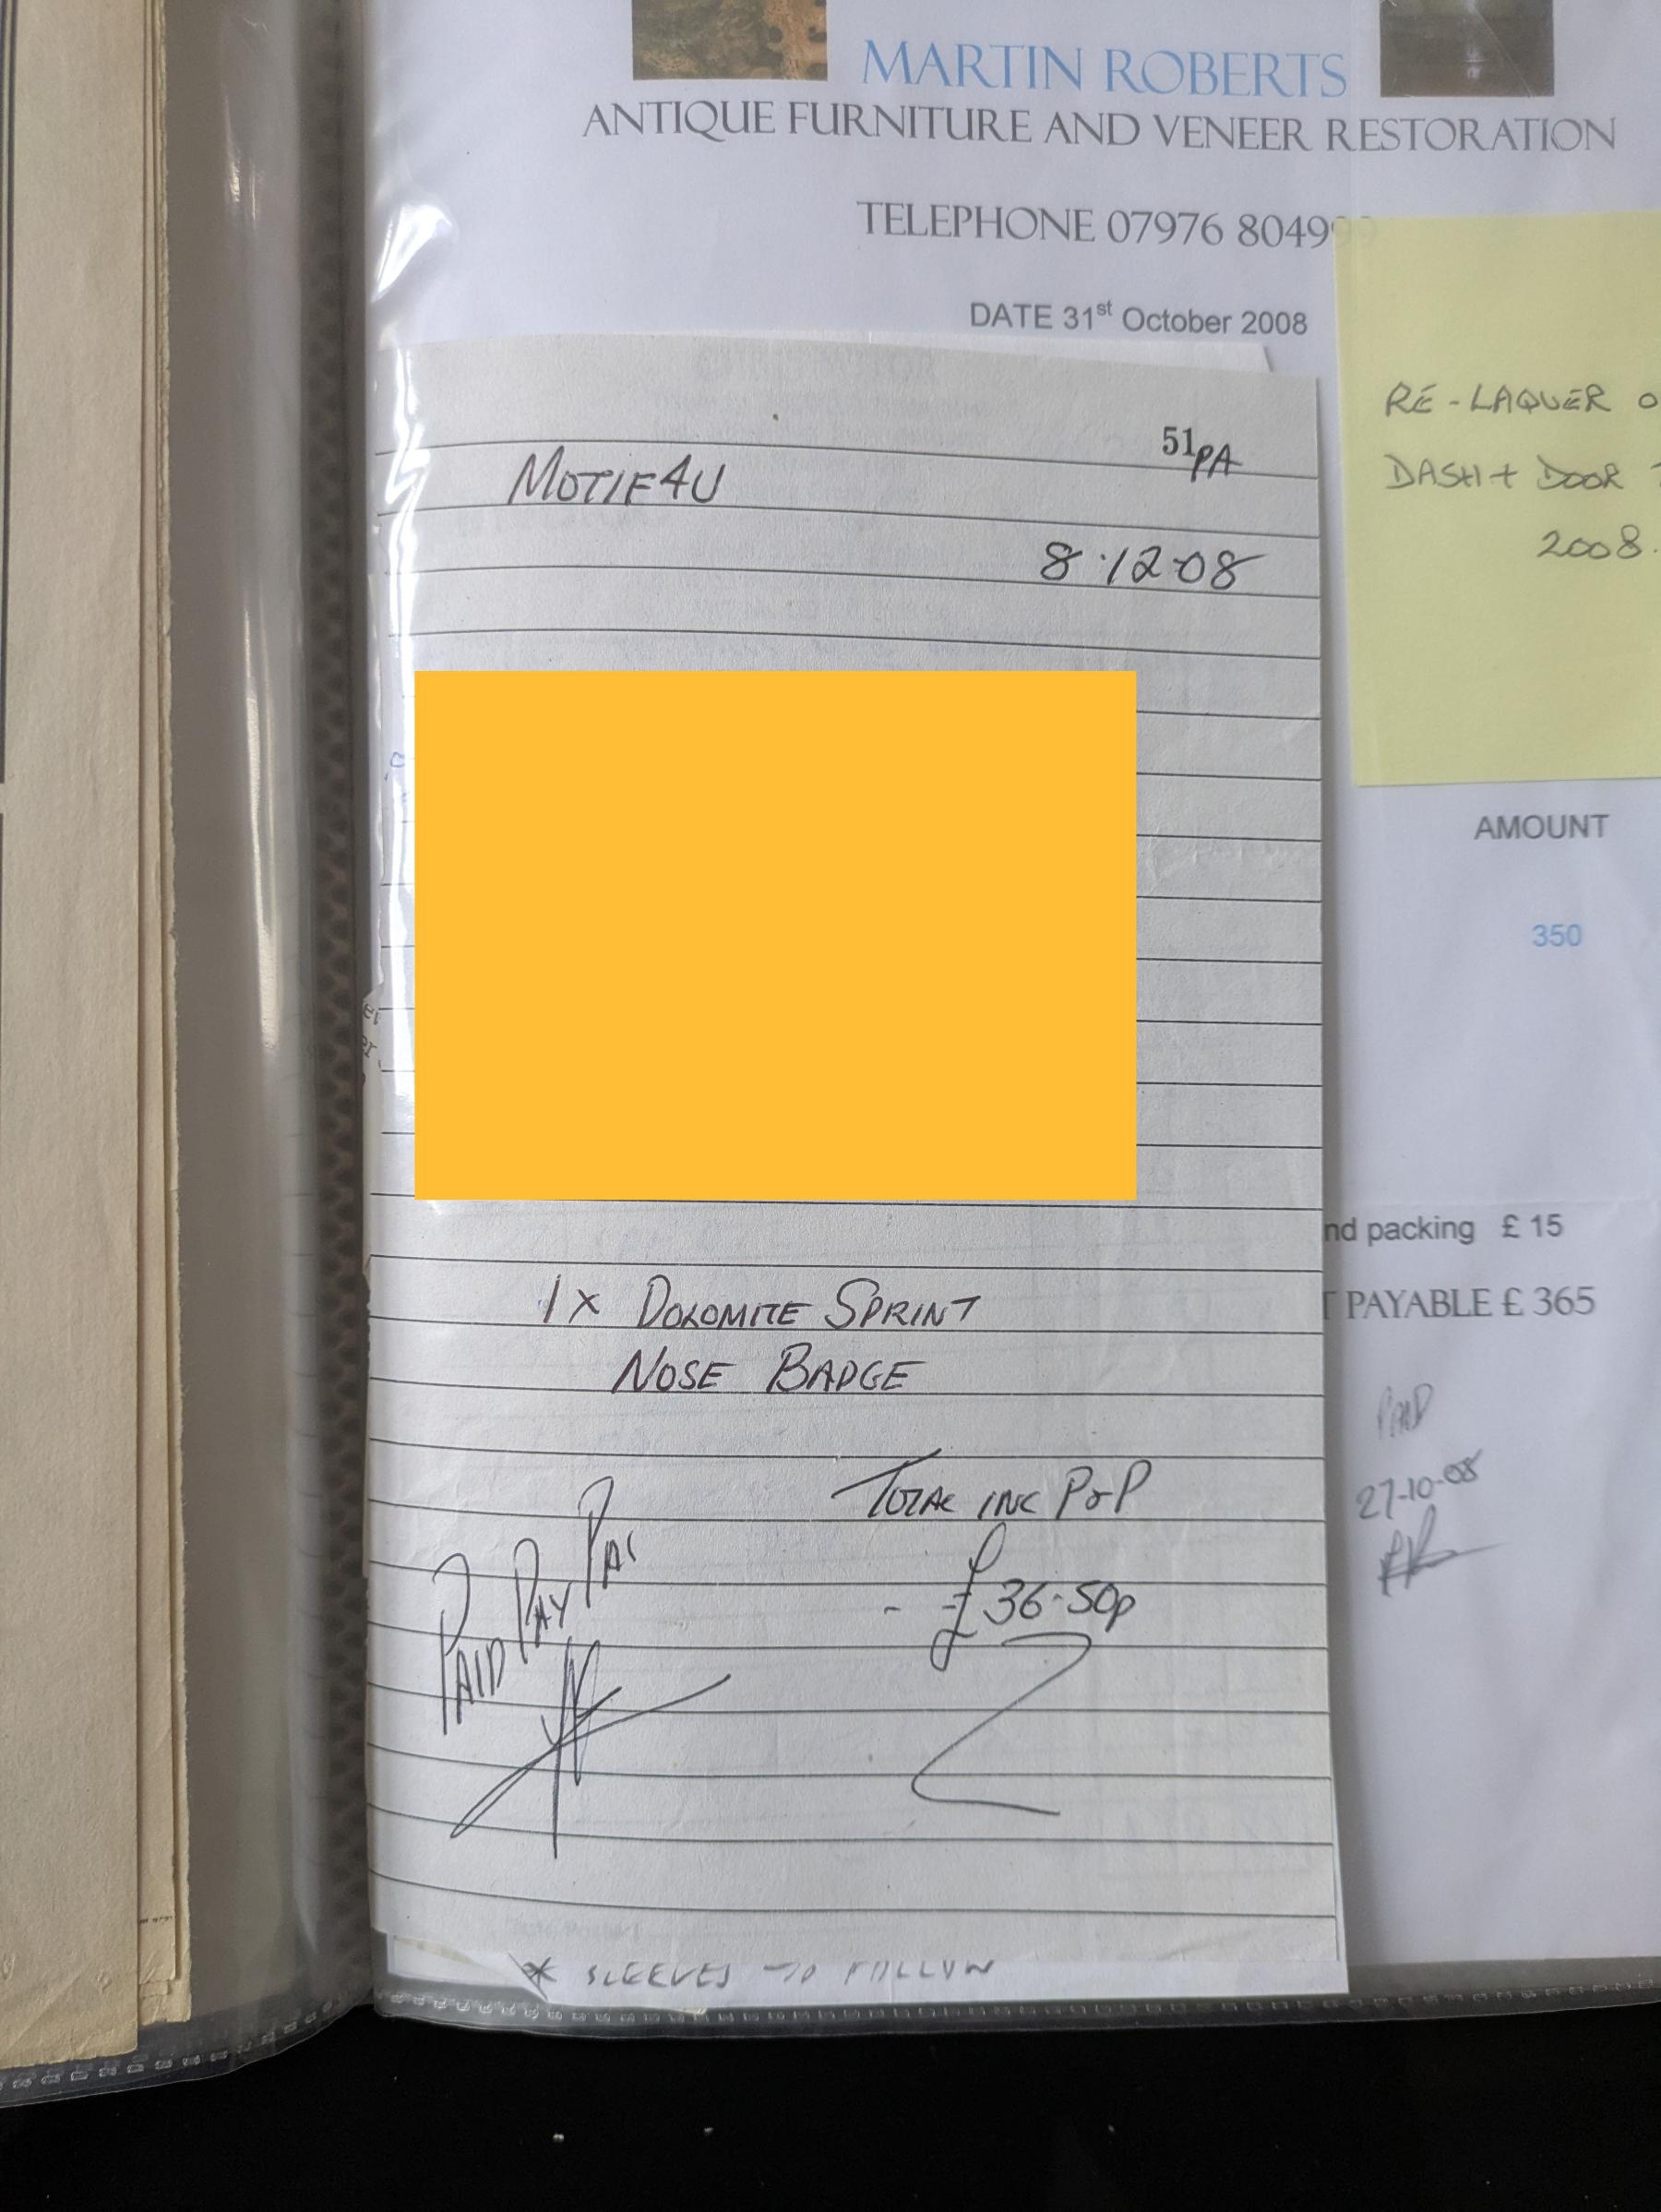 MARTIN ROBERTS
ANTIQUE FURNITURE AND VENEER RESTORATION
TELEPHONE 07976 80499
DATE 31st October 2008
RE-LAQUER
DASH + DOOR
2008.
51PA
MOTIF4U
8.12.08
AMOUNT
350
nd packing £ 15
PAYABLE £ 365
PAID
27-10-08
1 X DOLOMITE SPRINT
NOSE BADGE
TOTAL INC P&P
£36.50p
PAID PAY PAL
* SLEEVES TO FOLLOW